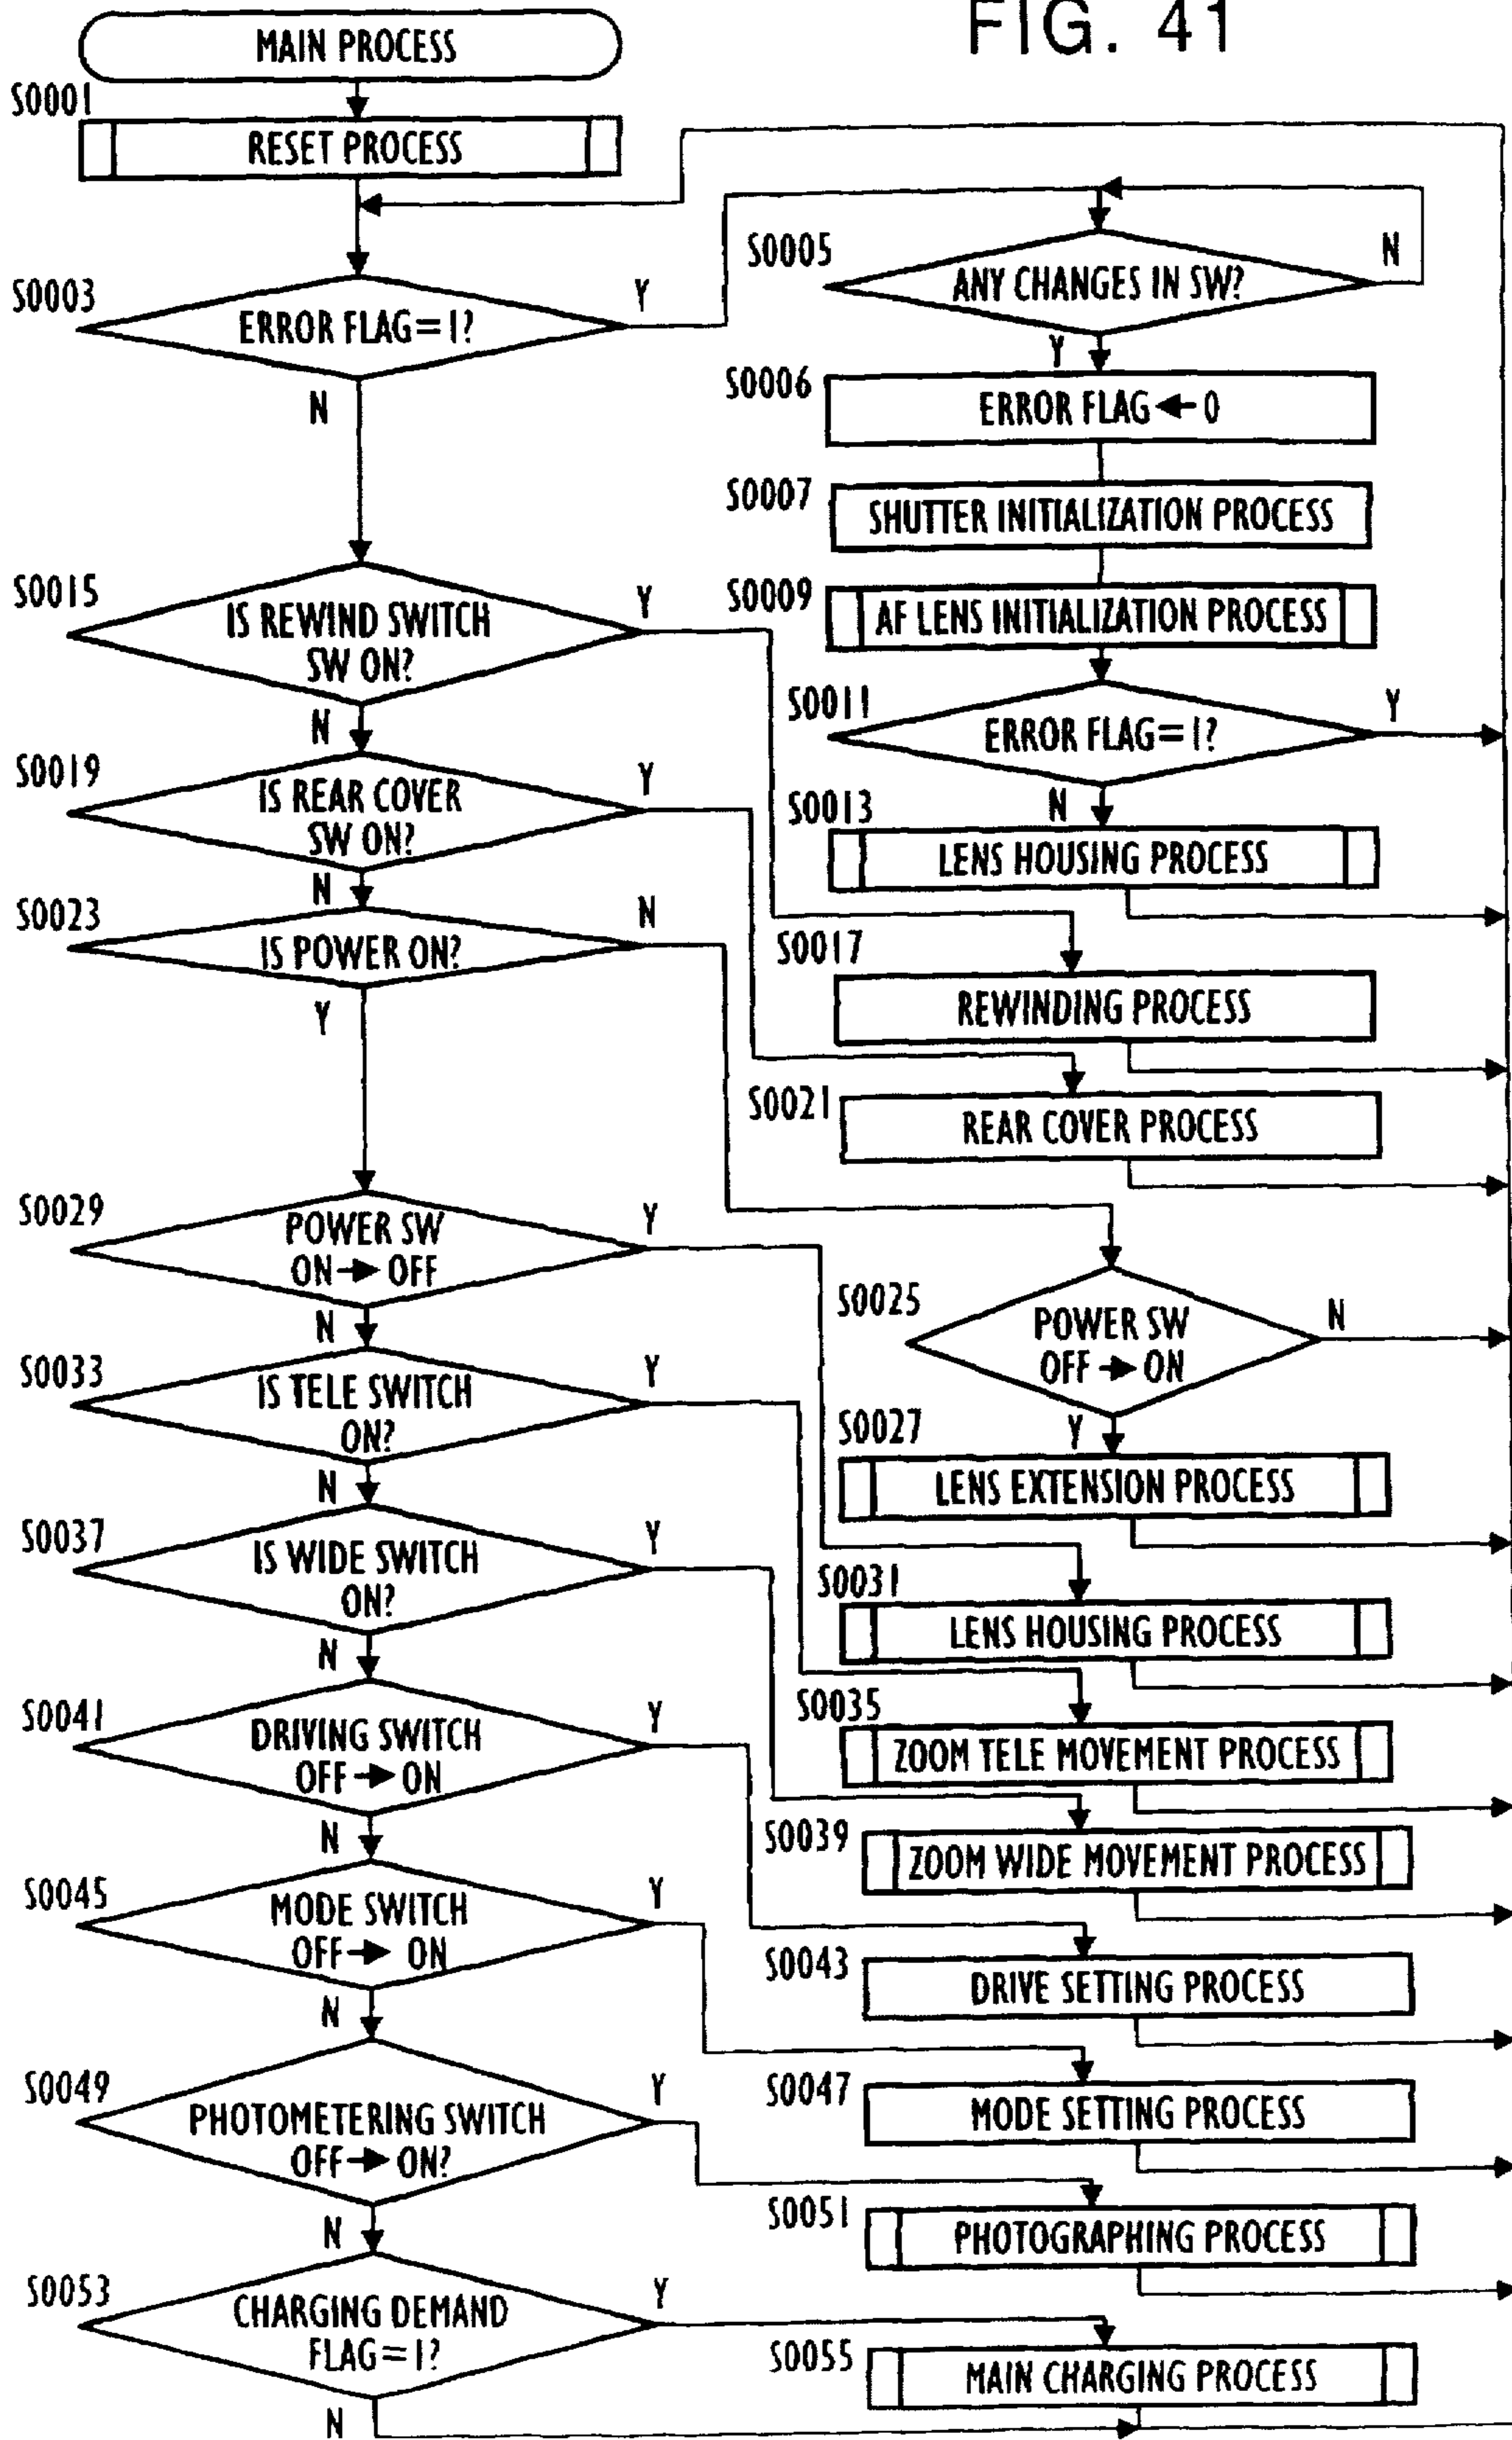 FIG. 41
MAIN PROCESS
S0001
RESET PROCESS
S0003
ERROR FLAG=1?
Y
N
S0005
ANY CHANGES IN SW?
N
Y
S0006
ERROR FLAG←0
S0007
SHUTTER INITIALIZATION PROCESS
S0009
AF LENS INITIALIZATION PROCESS
S0011
ERROR FLAG=1?
Y
N
S0013
LENS HOUSING PROCESS
S0015
IS REWIND SWITCH
SW ON?
Y
N
S0017
REWINDING PROCESS
S0019
IS REAR COVER
SW ON?
Y
N
S0021
REAR COVER PROCESS
S0023
IS POWER ON?
N
Y
S0025
POWER SW
OFF→ON
N
Y
S0027
LENS EXTENSION PROCESS
S0029
POWER SW
ON→OFF
Y
N
S0031
LENS HOUSING PROCESS
S0033
IS TELE SWITCH
ON?
Y
N
S0035
ZOOM TELE MOVEMENT PROCESS
S0037
IS WIDE SWITCH
ON?
Y
N
S0039
ZOOM WIDE MOVEMENT PROCESS
S0041
DRIVING SWITCH
OFF→ON
Y
N
S0043
DRIVE SETTING PROCESS
S0045
MODE SWITCH
OFF→ON
Y
N
S0047
MODE SETTING PROCESS
S0049
PHOTOMETERING SWITCH
OFF→ON?
Y
N
S0051
PHOTOGRAPHING PROCESS
S0053
CHARGING DEMAND
FLAG=1?
Y
N
S0055
MAIN CHARGING PROCESS